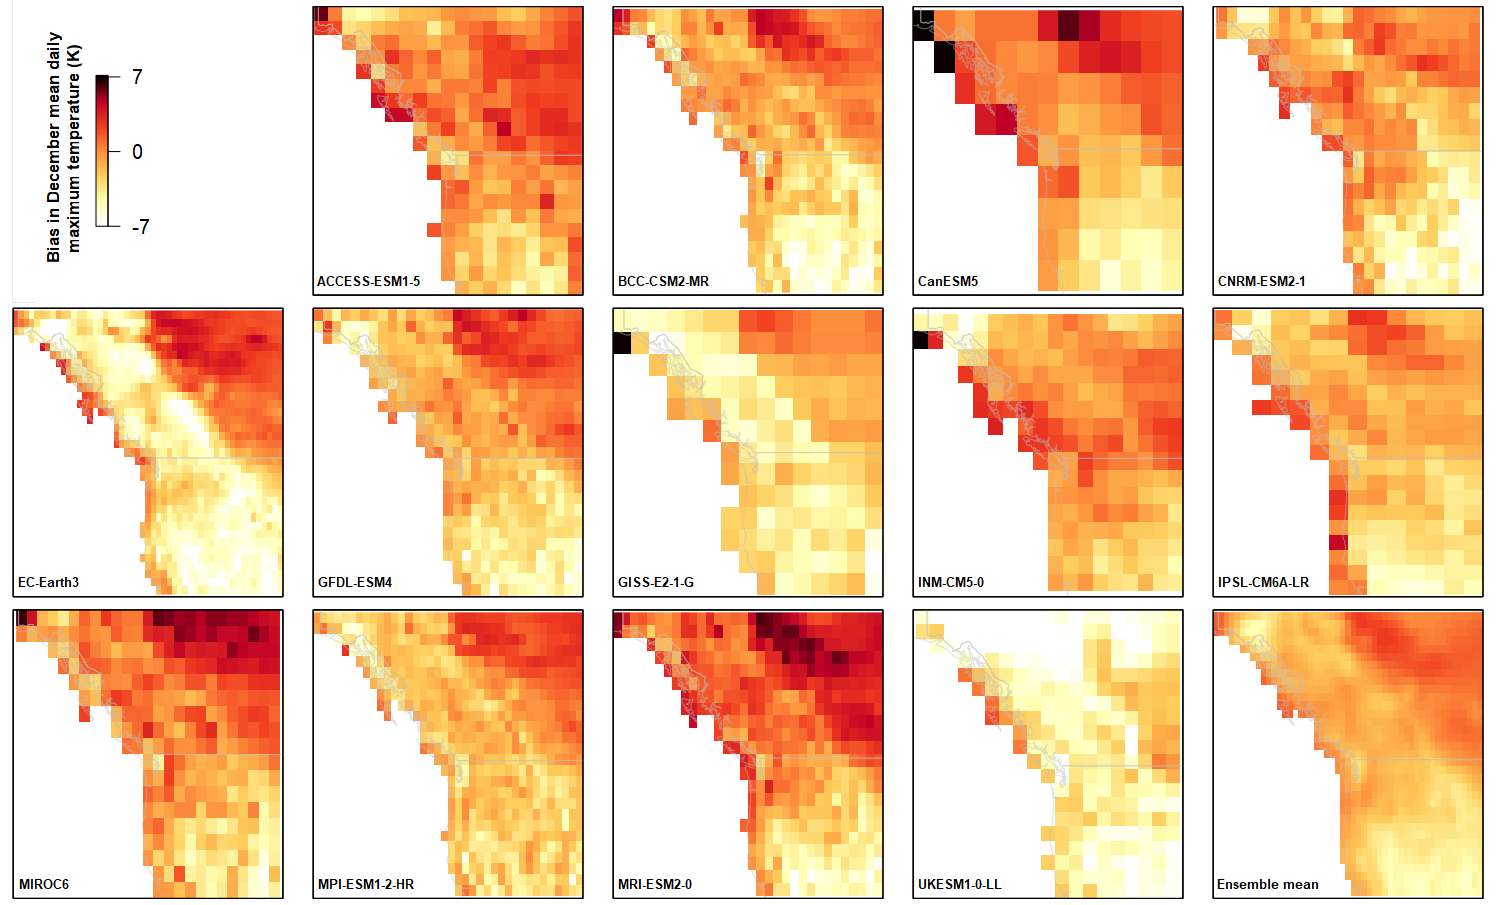 Bias in December mean daily
maximum temperature (K)
7
0
-7
ACCESS-ESM1-5
BCC-CSM2-MR
CanESM5
CNRM-ESM2-1
EC-Earth3
GFDL-ESM4
GISS-E2-1-G
INM-CM5-0
IPSL-CM6A-LR
MIROC6
MPI-ESM1-2-HR
MRI-ESM2-0
UKESM1-0-LL
Ensemble mean